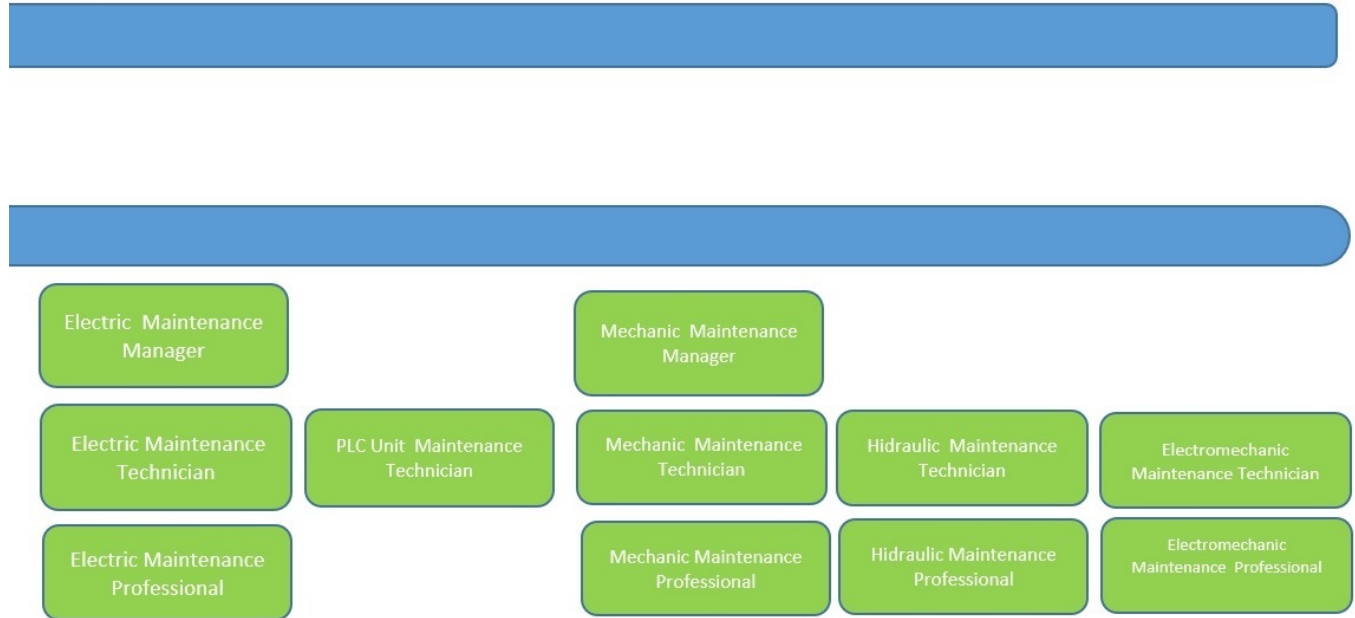 Electric Maintenance
Manager
Mechanic Maintenance
Manager
Electric Maintenance
Technician
PLC Unit Maintenance
Technician
Mechanic Maintenance
Technician
Hidraulic Maintenance
Technician
Electromechanic
Maintenance Technician
Electric Maintenance
Professional
Mechanic Maintenance
Professional
Hidraulic Maintenance
Professional
Electromechanic
Maintenance Professional